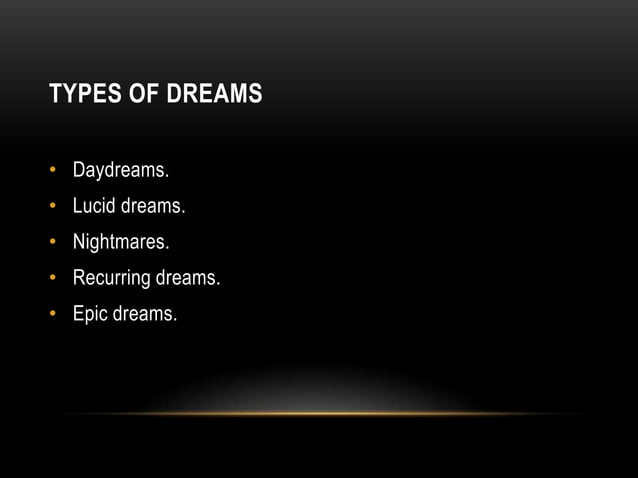 TYPES OF DREAMS
• Daydreams.
• Lucid dreams.
• Nightmares.
• Recurring dreams.
• Epic dreams.